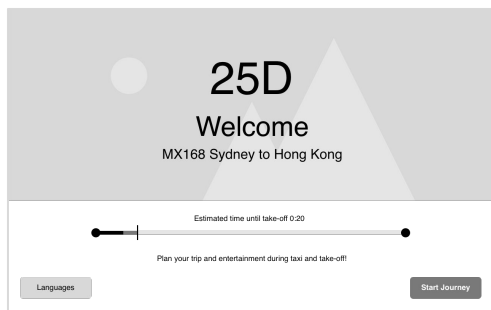 25D
Welcome
MX168 Sydney to Hong Kong
Estimated time until take-off 0:20
Plan your trip and entertainment during taxi and take-off!
Languages
Start Journey